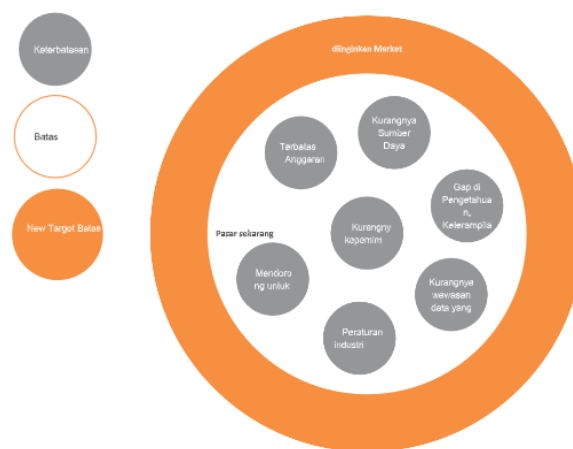 Keterbatasan
Batas
New Target Batas
diinginkan Market
Kurangnya
Sumber
Daya
Terbatas
Anggaran
Gap di
Pengetahua
n,
Keterampila
Pasar sekarang
Kurangny
kepemim
Mendoro
ng untuk
Kurangnya
wawasan
data yang
Peraturan
industri